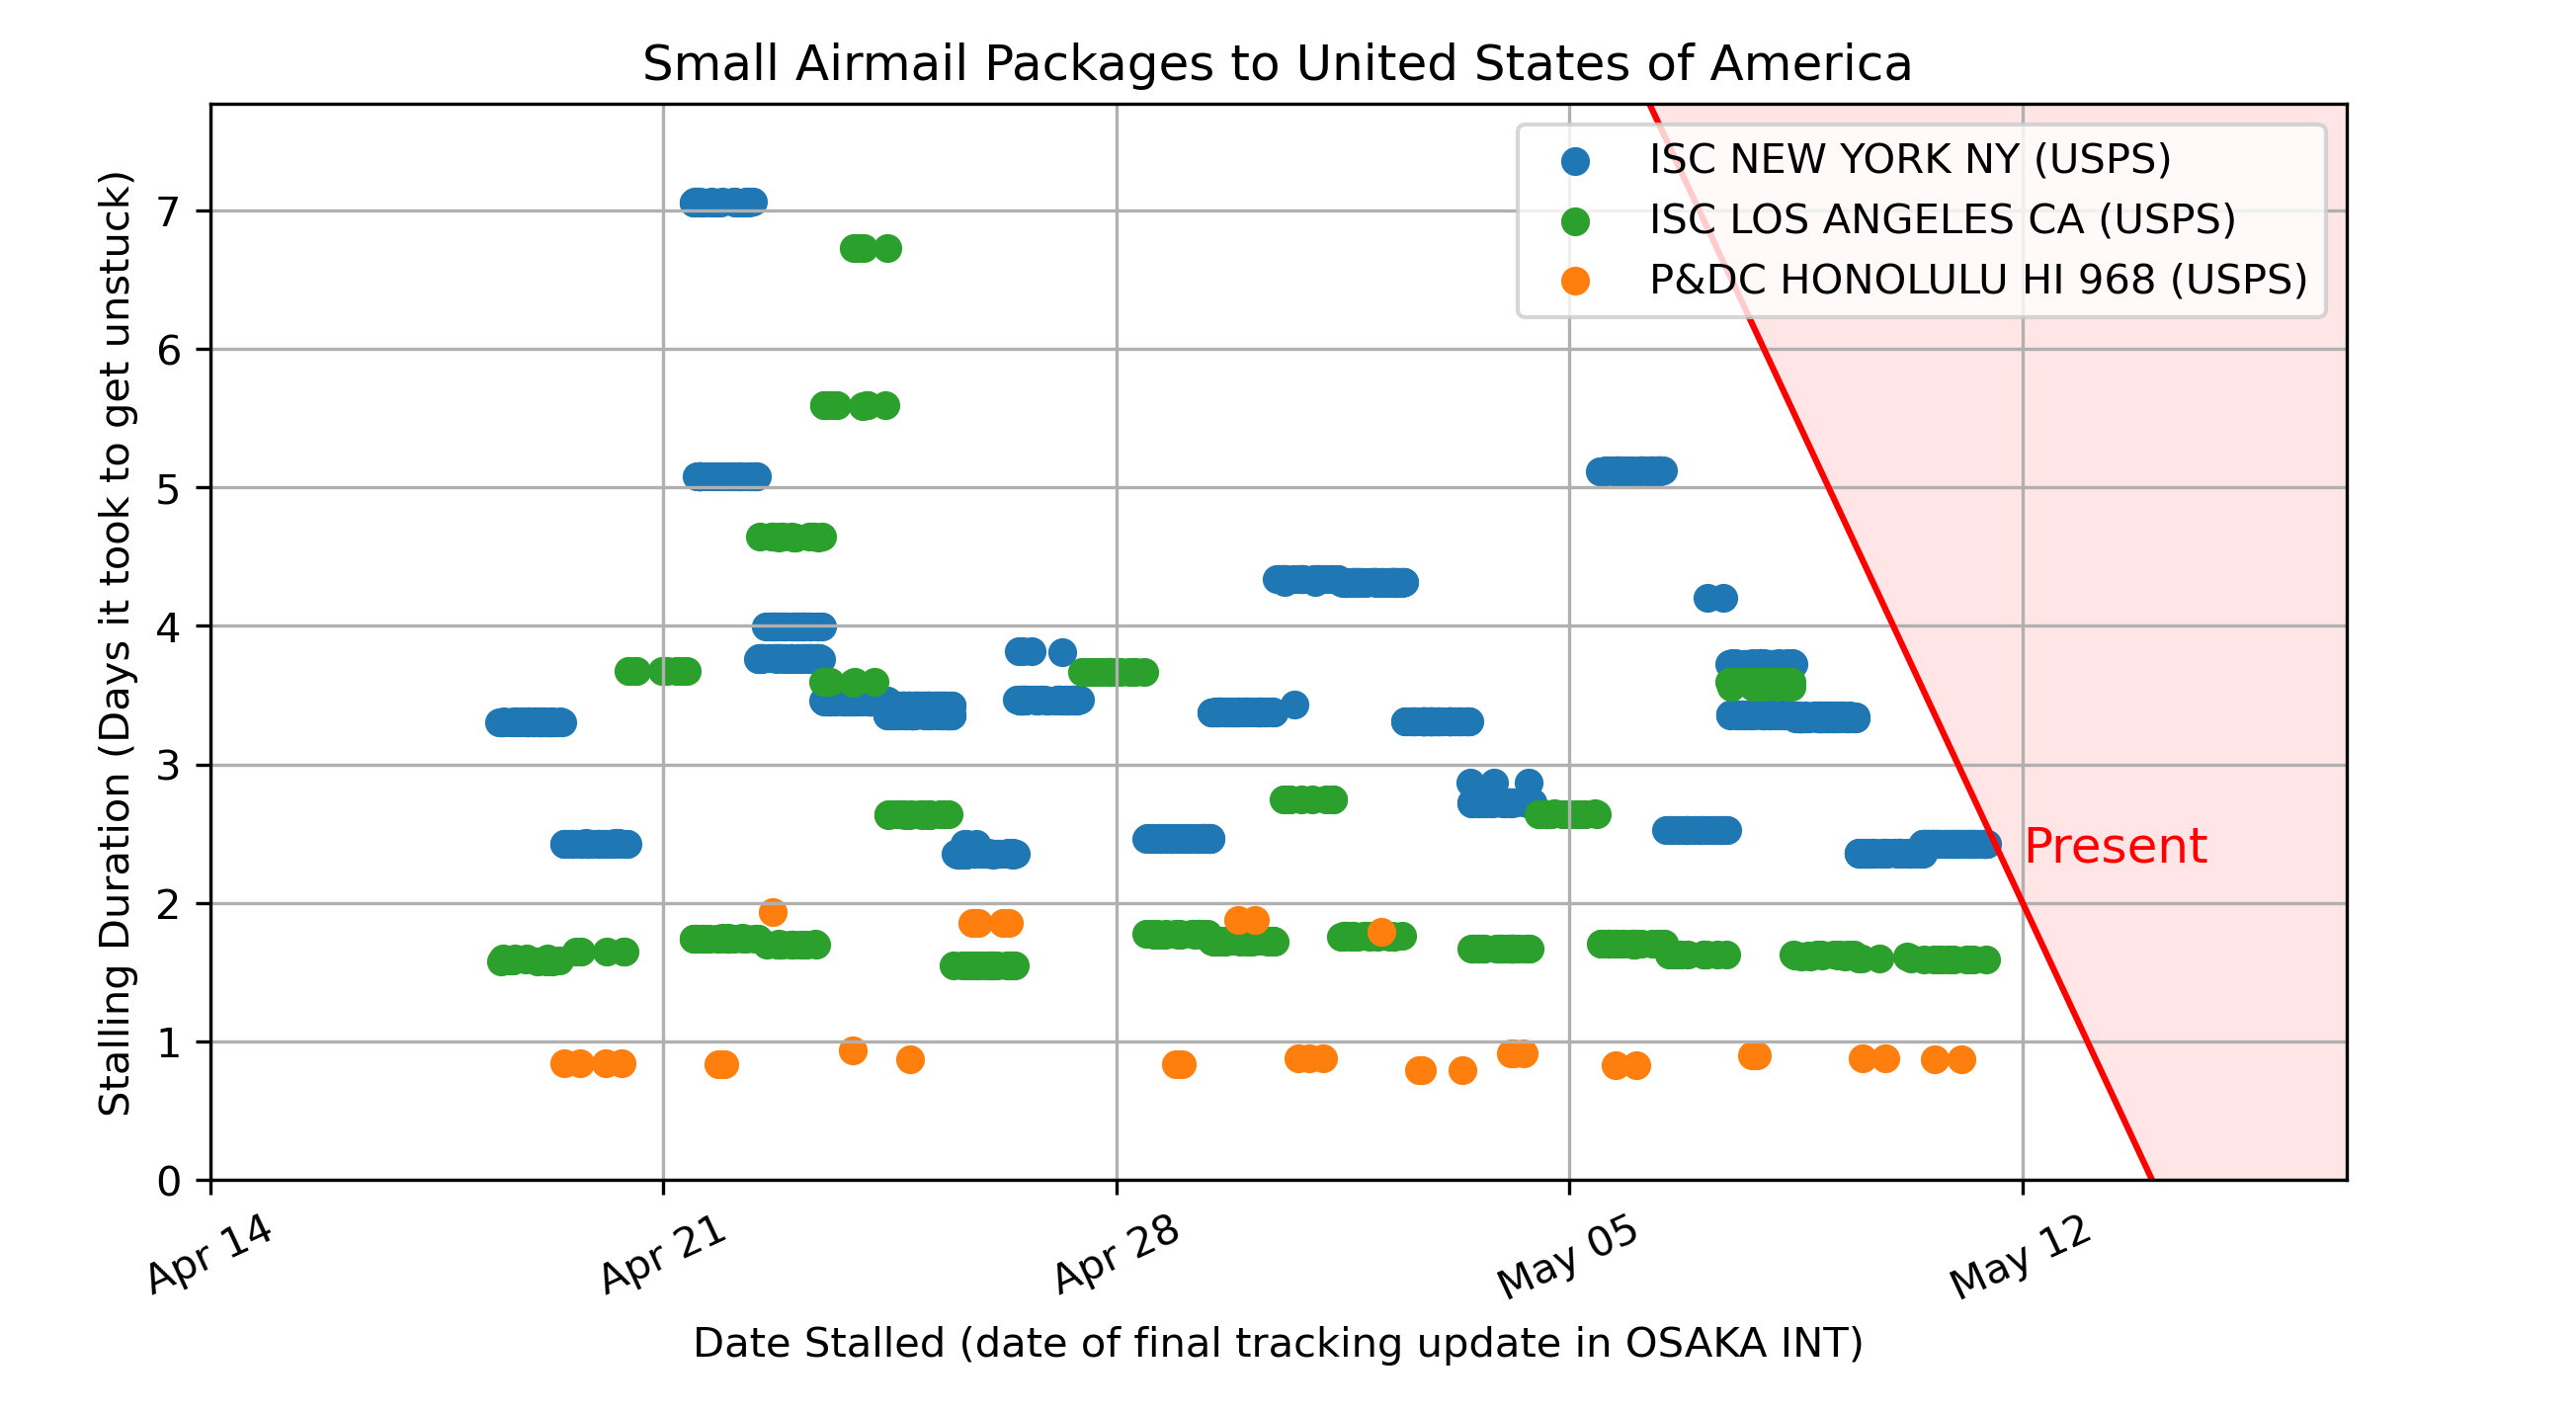 Small Airmail Packages to United States of America
ISC NEW YORK NY (USPS)
ISC LOS ANGELES CA (USPS)
P&DC HONOLULU HI 968 (USPS)
Stalling Duration (Days it took to get unstuck)
7
6
5
4
3
2
1
0
Present
Apr 14
Apr 21
Apr 28
May 05
May 12
Date Stalled (date of final tracking update in OSAKA INT)